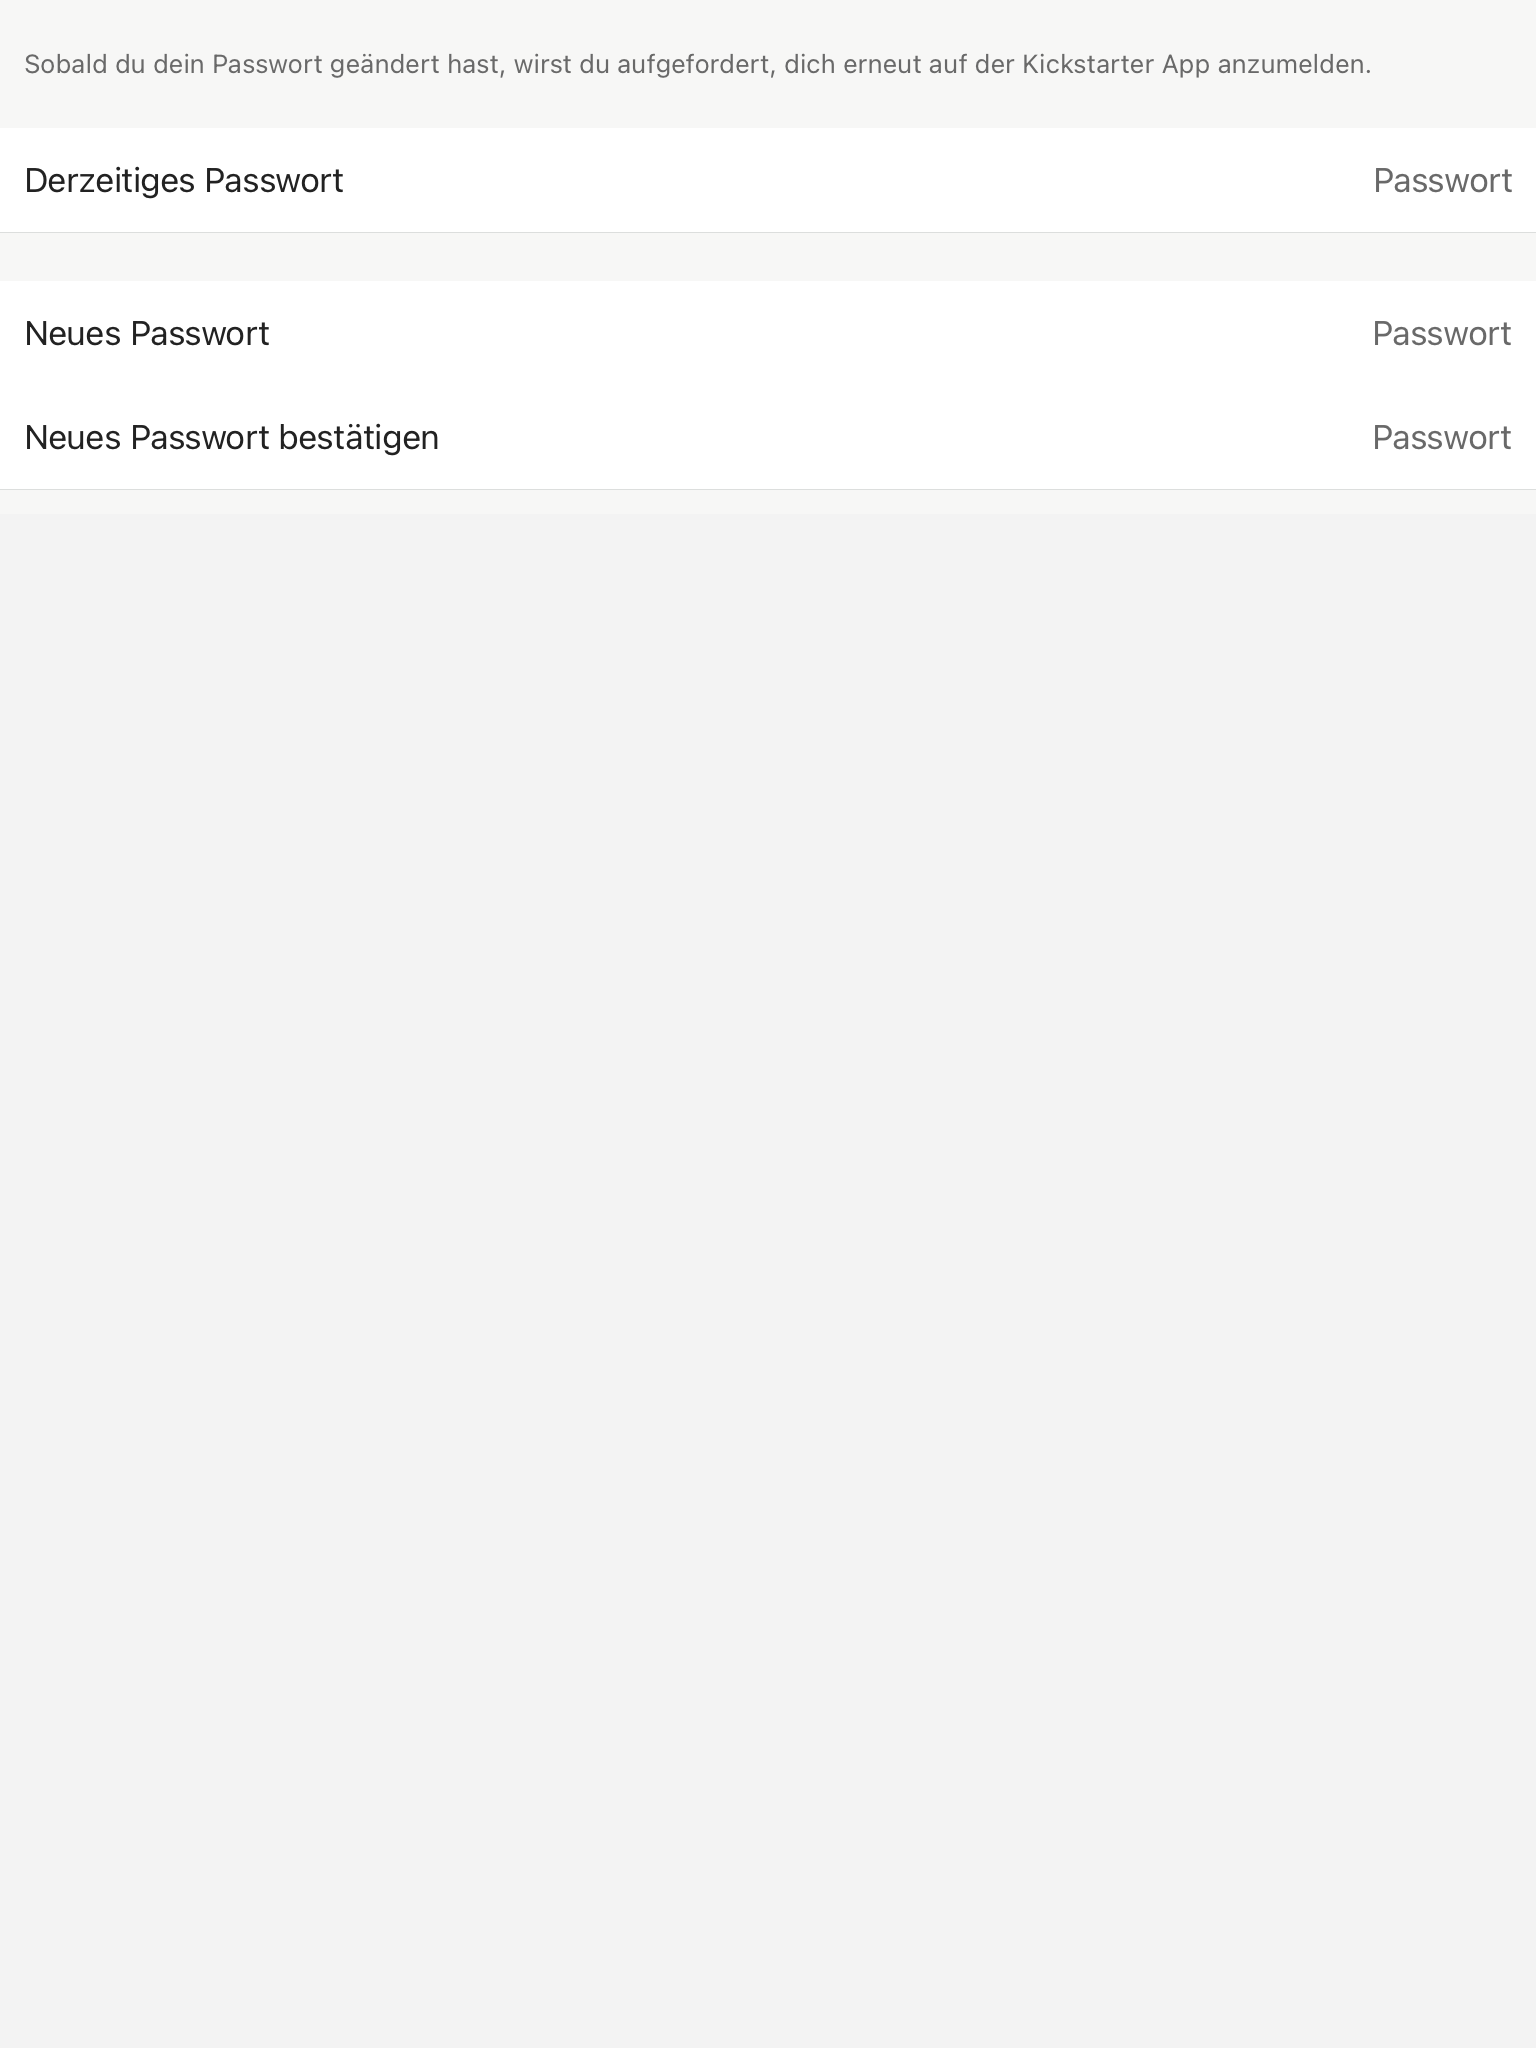 Sobald du dein Passwort geändert hast, wirst du aufgefordert, dich erneut auf der Kickstarter App anzumelden.
Derzeitiges Passwort Passwort
Neues Passwort Passwort
Neues Passwort bestätigen Passwort